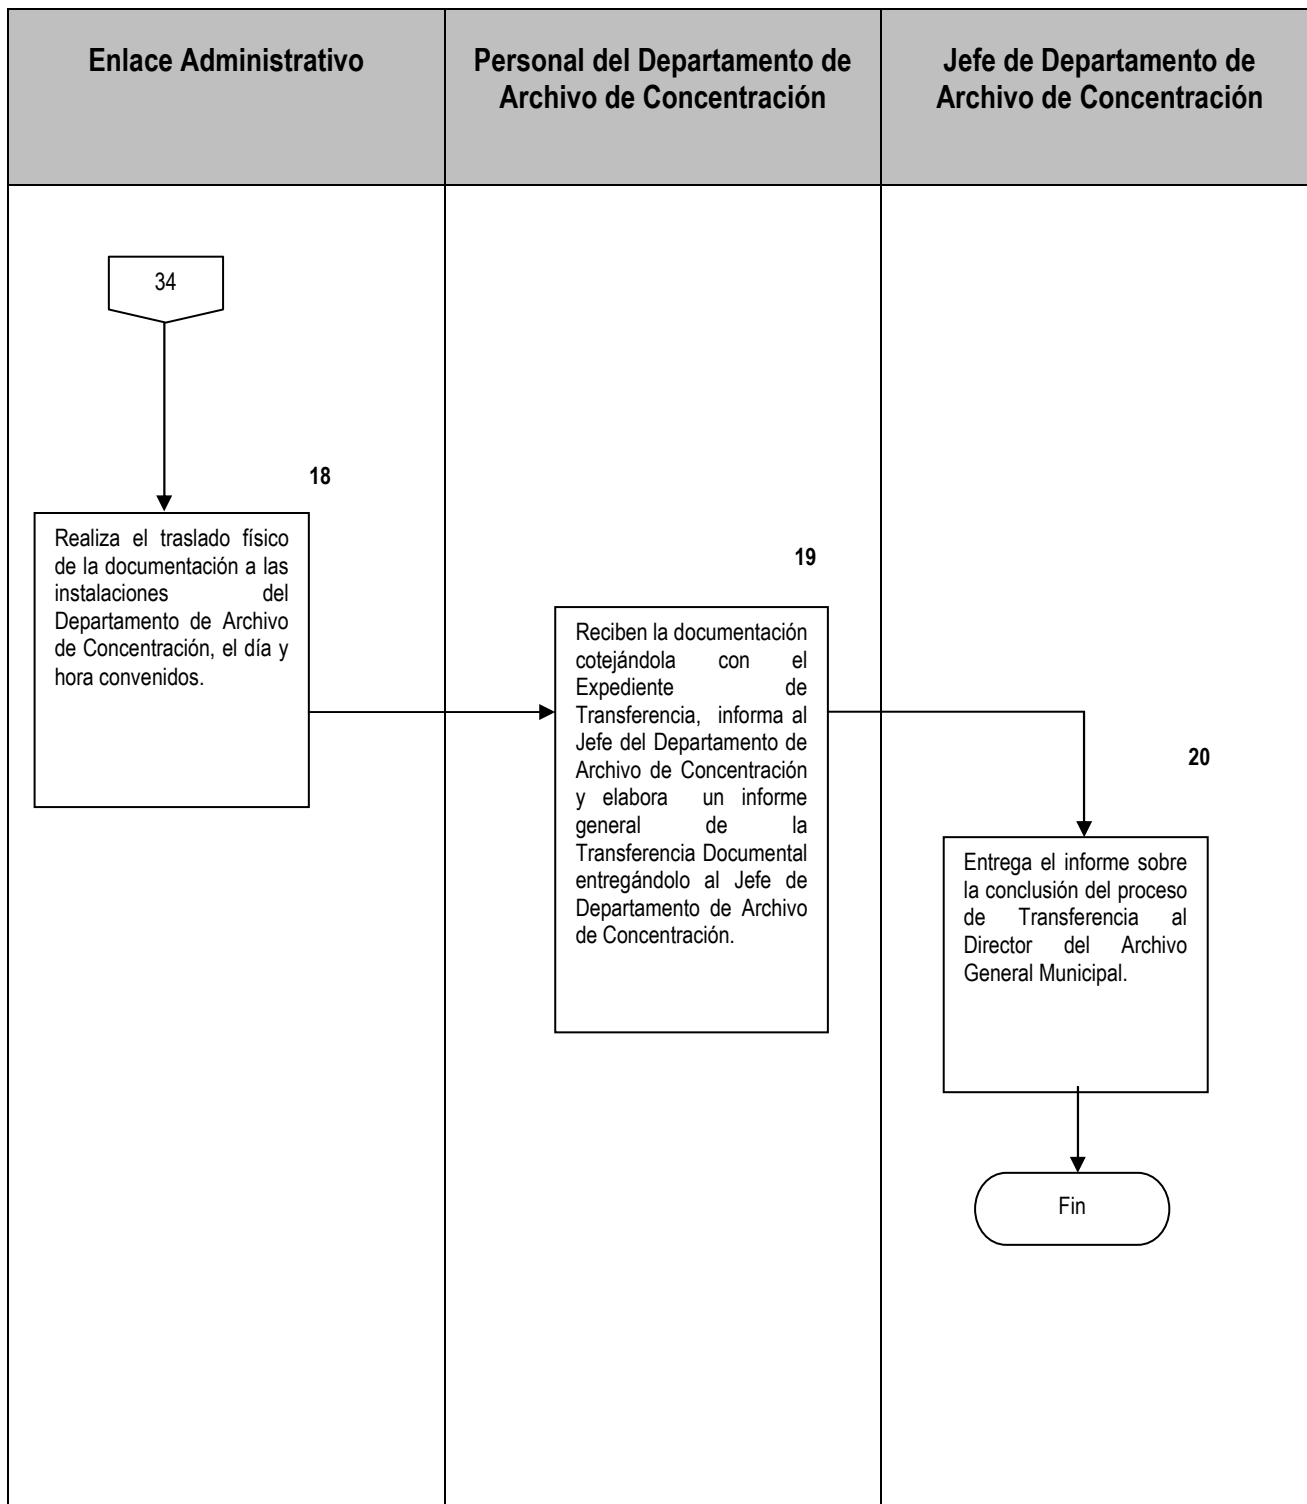 Enlace Administrativo
Personal del Departamento de
Archivo de Concentración
Jefe de Departamento de
Archivo de Concentración
34
18
Realiza el traslado físico
de la documentación a las
instalaciones del
Departamento de Archivo
de Concentración, el día y
hora convenidos.
19
Reciben la documentación
cotejándola con el
Expediente de
Transferencia, informa al
Jefe del Departamento de
Archivo de Concentración
y elabora un informe
general de la
Transferencia Documental
entregándolo al Jefe de
Departamento de Archivo
de Concentración.
20
Entrega el informe sobre
la conclusión del proceso
de Transferencia al
Director del Archivo
General Municipal.
Fin